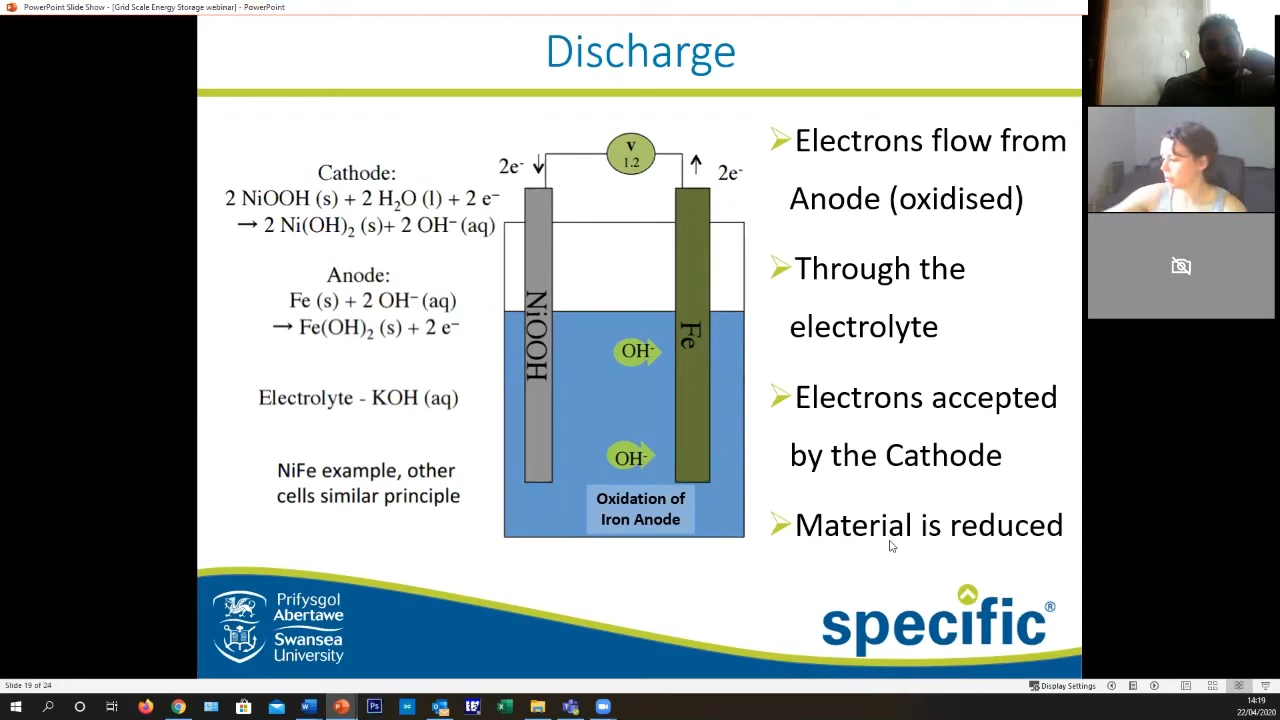 PowerPoint Slide Show - [Grid Scale Energy Storage webinar] - PowerPoint
Discharge
Cathode:
2 NiOOH (s) + 2 H₂O (l) + 2 e⁻
→ 2 Ni(OH)₂ (s)+ 2 OH⁻ (aq)
Anode:
Fe (s) + 2 OH⁻ (aq)
→ Fe(OH)₂ (s) + 2 e⁻
Electrolyte - KOH (aq)
NiFe example, other
cells similar principle
2e⁻
V
1.2
2e⁻
NiOOH
Fe
OH⁻
OH⁻
Oxidation of
Iron Anode
➢Electrons flow from
Anode (oxidised)
➢Through the
electrolyte
➢Electrons accepted
by the Cathode
➢Material is reduced
Prifysgol
Abertawe
Swansea
University
specific®
Slide 19 of 24
Display Settings
14:19
22/04/2020